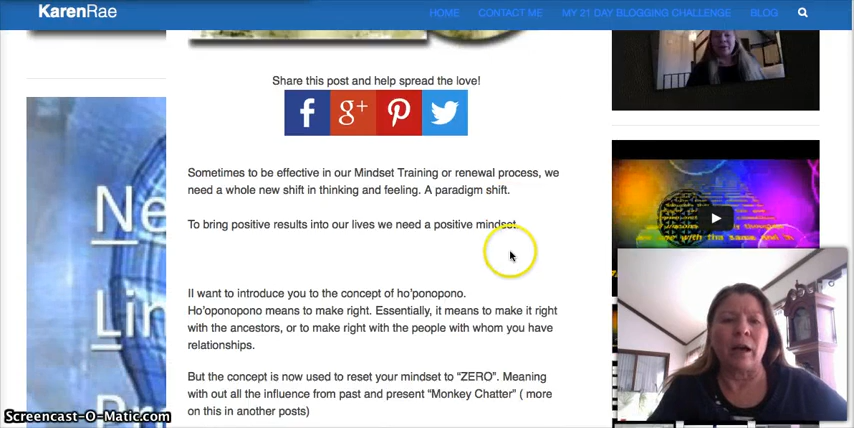 KarenRae
HOME CONTACT ME MY 21 DAY BLOGGING CHALLENGE BLOG
Share this post and help spread the love!
f g+
Sometimes to be effective in our Mindset Training or renewal process, we
need a whole new shift in thinking and feeling. A paradigm shift.
To bring positive results into our lives we need a positive mindset.
II want to introduce you to the concept of ho'ponopono.
Ho'oponopono means to make right. Essentially, it means to make it right
with the ancestors, or to make right with the people with whom you have
relationships.
But the concept is now used to reset your mindset to "ZERO". Meaning
with out all the influence from past and present "Monkey Chatter" ( more
on this in another posts)
Screencast-O-Matic.com